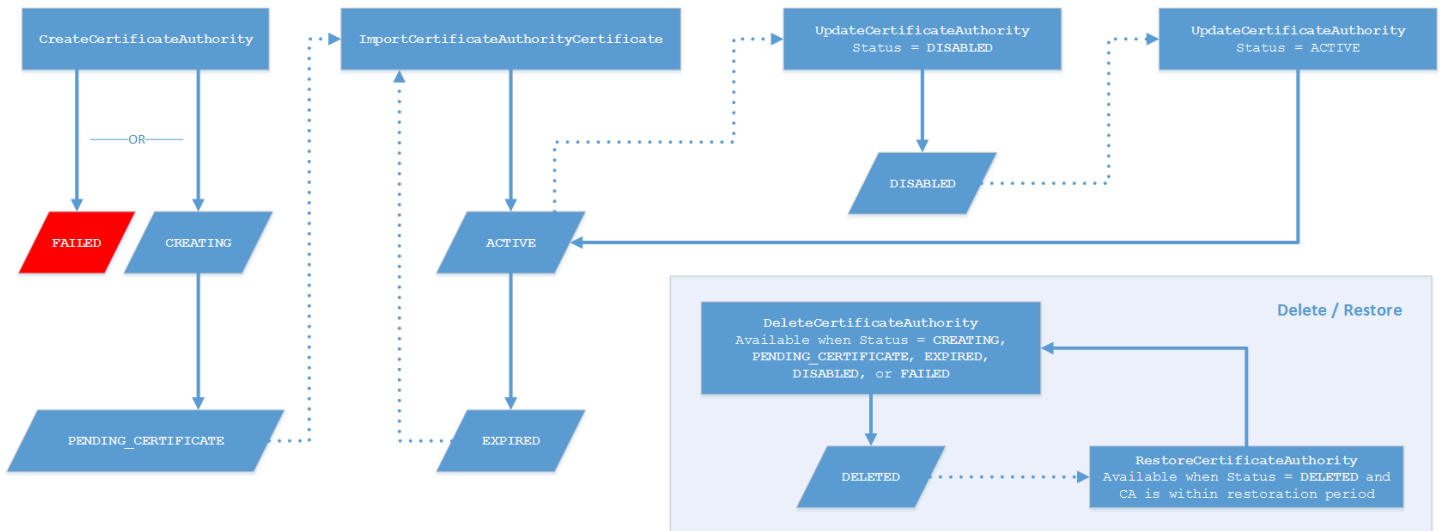 CreateCertificateAuthority
ImportCertificateAuthorityCertificate
UpdateCertificateAuthority
Status = DISABLED
UpdateCertificateAuthority
Status = ACTIVE
OR
DISABLED
FAILED
CREATING
ACTIVE
Delete / Restore
DeleteCertificateAuthority
Available when Status = CREATING,
PENDING_CERTIFICATE, EXPIRED,
DISABLED, or FAILED
PENDING_CERTIFICATE
EXPIRED
DELETED
RestoreCertificateAuthority
Available when Status = DELETED and
CA is within restoration period